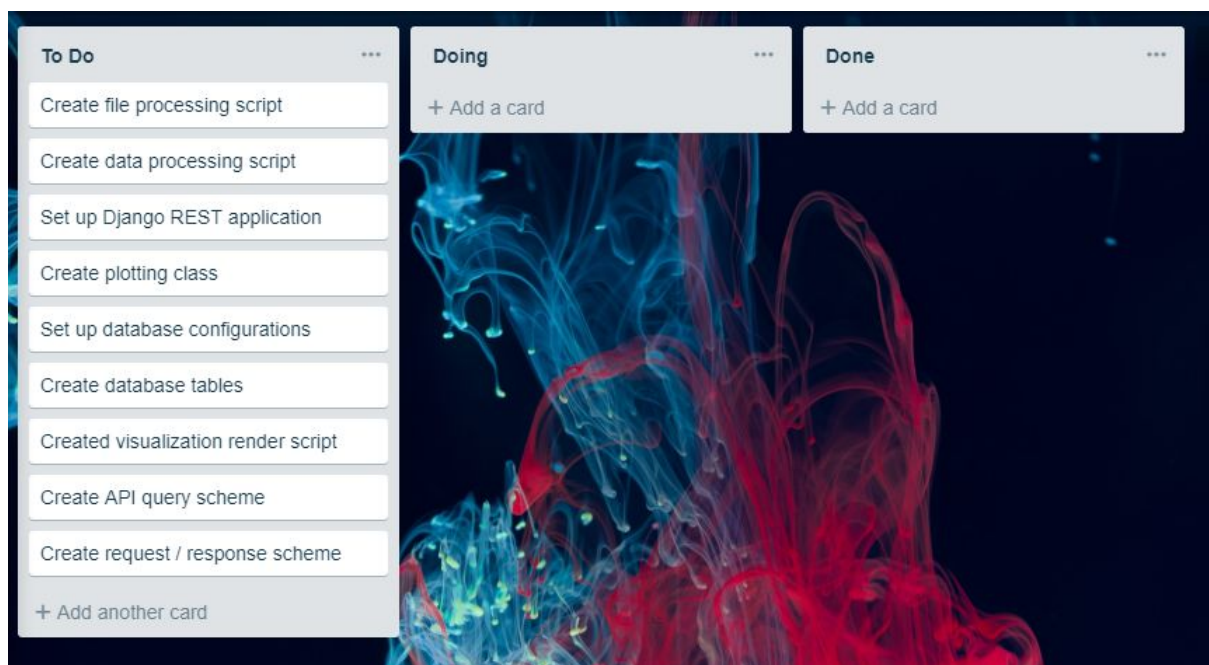 To Do
Create file processing script
Create data processing script
Set up Django REST application
Create plotting class
Set up database configurations
Create database tables
Created visualization render script
Create API query scheme
Create request / response scheme
+ Add another card
Doing
+ Add a card
Done
+ Add a card